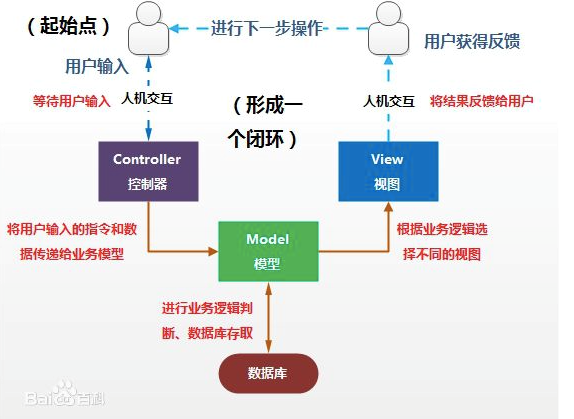 （起始点）
进行下一步操作
用户输入
用户获得反馈
等待用户输入
人机交互
（形成一
个闭环）
人机交互
将结果反馈给用户
Controller
控制器
View
视图
将用户输入的指令和数
据传递给业务模型
Model
模型
根据业务逻辑选
择不同的视图
进行业务逻辑判
断、数据库存取
数据库
Bai百科